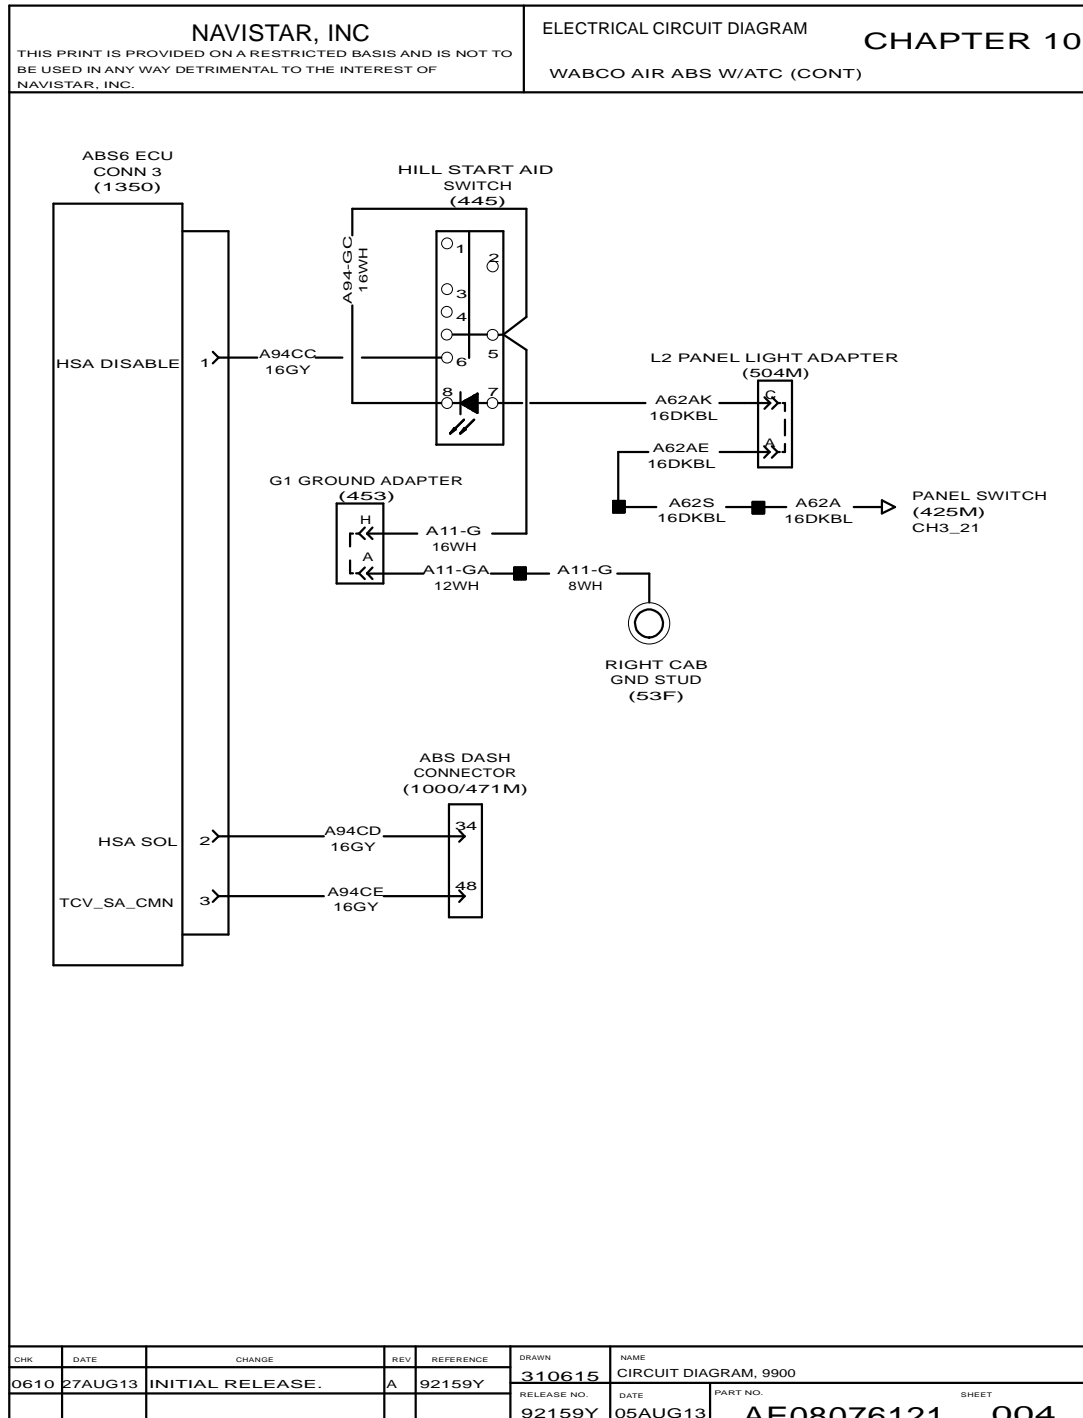 NAVISTAR, INC
THIS PRINT IS PROVIDED ON A RESTRICTED BASIS AND IS NOT TO
BE USED IN ANY WAY DETRIMENTAL TO THE INTEREST OF
NAVISTAR, INC.
ELECTRICAL CIRCUIT DIAGRAM
CHAPTER 10
WABCO AIR ABS W/ATC (CONT)
ABS6 ECU
CONN 3
(1350)
HSA DISABLE
1
A94CC
16GY
HILL START AID
SWITCH
(445)
A94-GC
16WH
1
2
3
4
5
6
8
7
L2 PANEL LIGHT ADAPTER
(504M)
A62AK
16DKBL
C
A62AE
16DKBL
A
A62S
16DKBL
A62A
16DKBL
PANEL SWITCH
(425M)
CH3_21
G1 GROUND ADAPTER
(453)
H
A11-G
16WH
A
A11-GA
12WH
A11-G
8WH
RIGHT CAB
GND STUD
(53F)
ABS DASH
CONNECTOR
(1000/471M)
HSA SOL
2
A94CD
16GY
34
TCV_SA_CMN
3
A94CE
16GY
48
CHK
DATE
CHANGE
REV
REFERENCE
0610
27AUG13
INITIAL RELEASE.
A
92159Y
DRAWN
310615
NAME
CIRCUIT DIAGRAM, 9900
RELEASE NO.
92159Y
DATE
05AUG13
PART NO.
AE08076121
SHEET
004